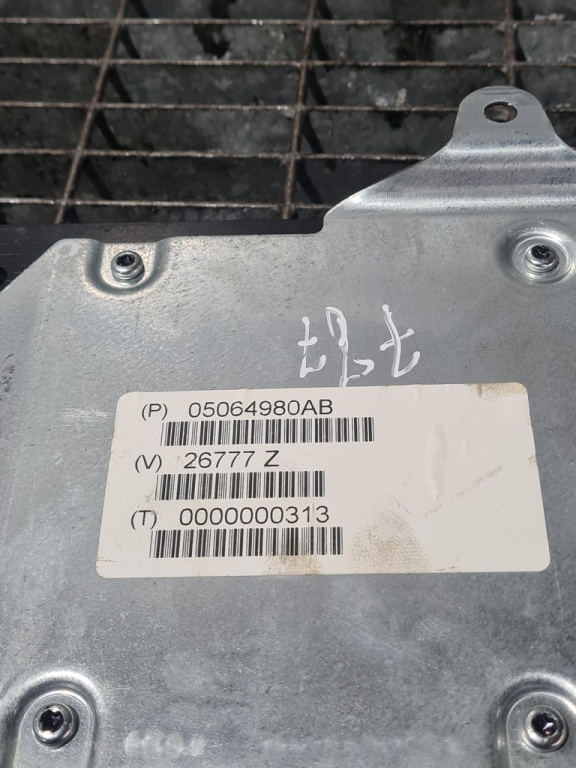 (P) 05064980AB
(V) 26777 Z
(T) 0000000313